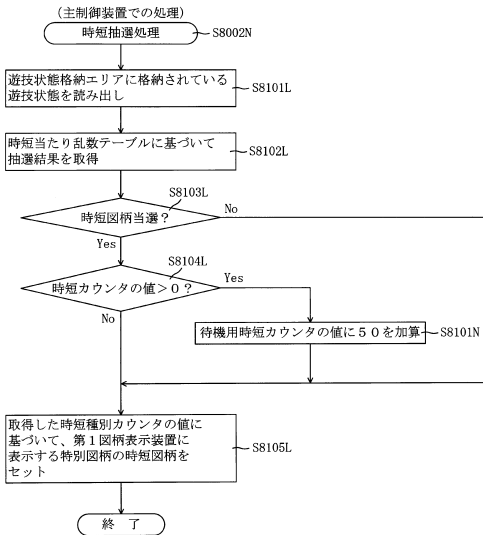 （主制御装置での処理）
時短抽選処理
S8002N
遊技状態格納エリアに格納されている
遊技状態を読み出し
S8101L
時短当たり乱数テーブルに基づいて
抽選結果を取得
S8102L
S8103L
時短図柄当選？
No
Yes
S8104L
時短カウンタの値＞０？
Yes
No
待機用時短カウンタの値に５０を加算
S8101N
取得した時短種別カウンタの値に
基づいて、第１図柄表示装置に
表示する特別図柄の時短図柄を
セット
S8105L
終　了